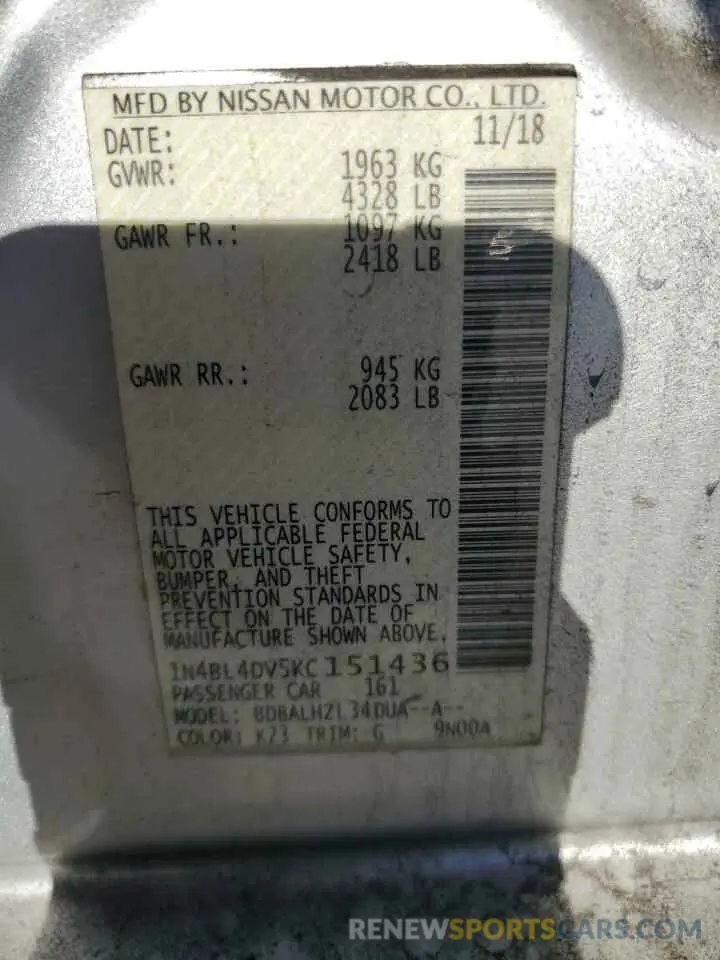 MFD BY NISSAN MOTOR CO., LTD.
DATE: 11/18
GVWR: 1963 KG
4328 LB
GAWR FR.: 1097 KG
2418 LB
GAWR RR.: 945 KG
2083 LB
THIS VEHICLE CONFORMS TO
ALL APPLICABLE FEDERAL
MOTOR VEHICLE SAFETY,
BUMPER, AND THEFT
PREVENTION STANDARDS IN
EFFECT ON THE DATE OF
MANUFACTURE SHOWN ABOVE.
1N4BL4DV5KC151436
PASSENGER CAR 161
MODEL: BDBALHZL34DUA--A--
COLOR: K23 TRIM: G 9N00A
RENEWSPORTSCARS.COM